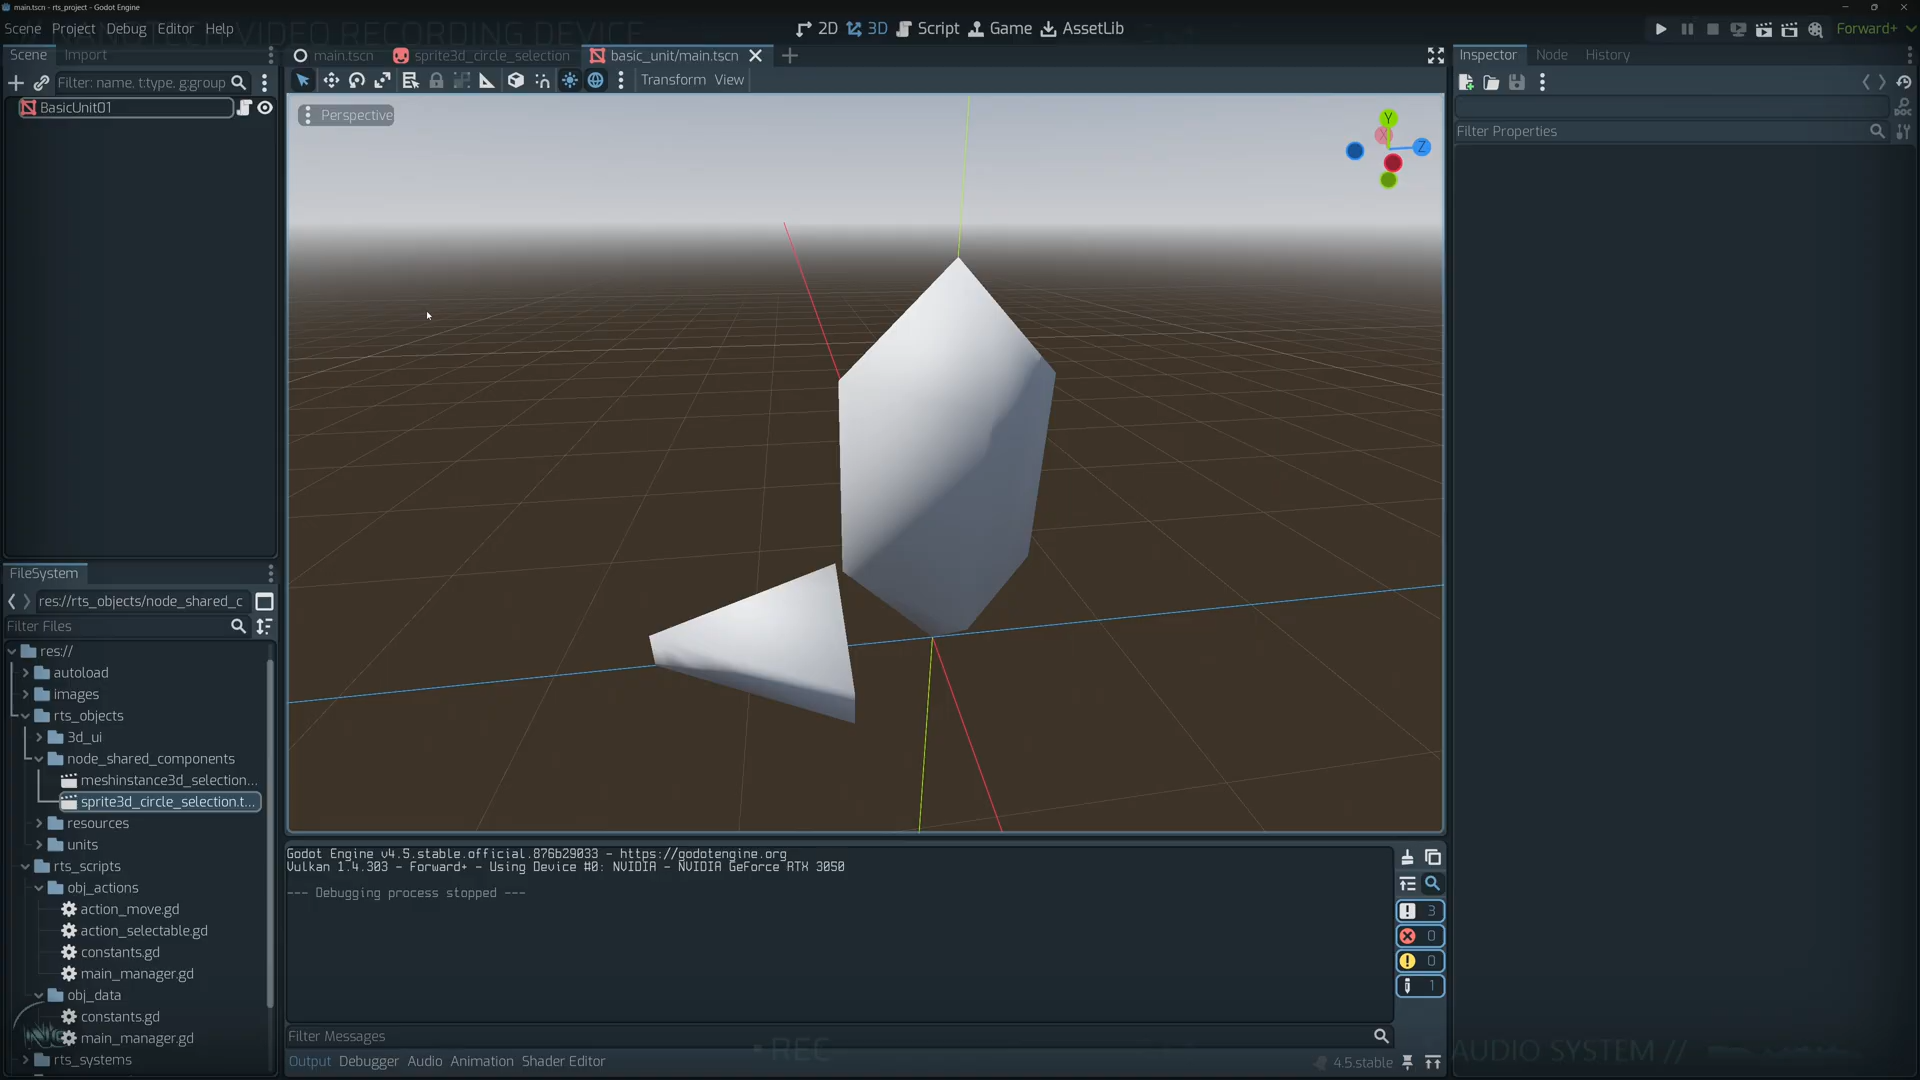 main.tscn - rts_project - Godot Engine
Scene Project Debug Editor Help
2D 3D Script Game AssetLib
Forward+
Scene Import
main.tscn sprite3d_circle_selection basic_unit/main.tscn
Inspector Node History
Filter: name, t:type, g:group
Transform View
BasicUnit01
Perspective
Y
X
Z
Filter Properties
DOC
FileSystem
res://rts_objects/node_shared_c
Filter Files
res://
autoload
images
rts_objects
3d_ui
node_shared_components
meshinstance3d_selection...
sprite3d_circle_selection.t...
resources
units
rts_scripts
obj_actions
action_move.gd
action_selectable.gd
constants.gd
main_manager.gd
obj_data
constants.gd
main_manager.gd
rts_systems
Godot Engine v4.5.stable.official.876b29033 - https://godotengine.org
Vulkan 1.4.303 - Forward+ - Using Device #0: NVIDIA - NVIDIA GeForce RTX 3050
--- Debugging process stopped ---
3
0
0
1
Filter Messages
Output Debugger Audio Animation Shader Editor
4.5.stable
VIDEO RECORDING DEVICE
REC
AUDIO SYSTEM //